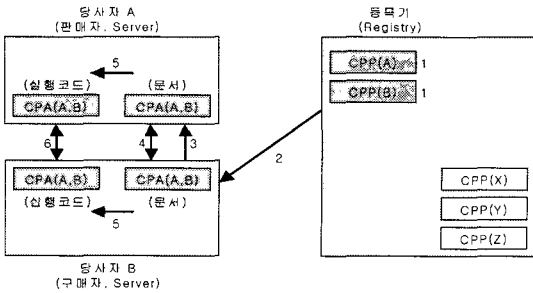 당사자 A
(판매자, Server)
등록기
(Registry)
5
(실행코드) (문서)
CPA(A,B) CPA(A,B)
CPP(A) 1
CPP(B) 1
6 4 3
2
CPA(A,B) CPA(A,B)
(실행코드) (문서)
5
CPP(X)
CPP(Y)
CPP(Z)
당사자 B
(구매자, Server)